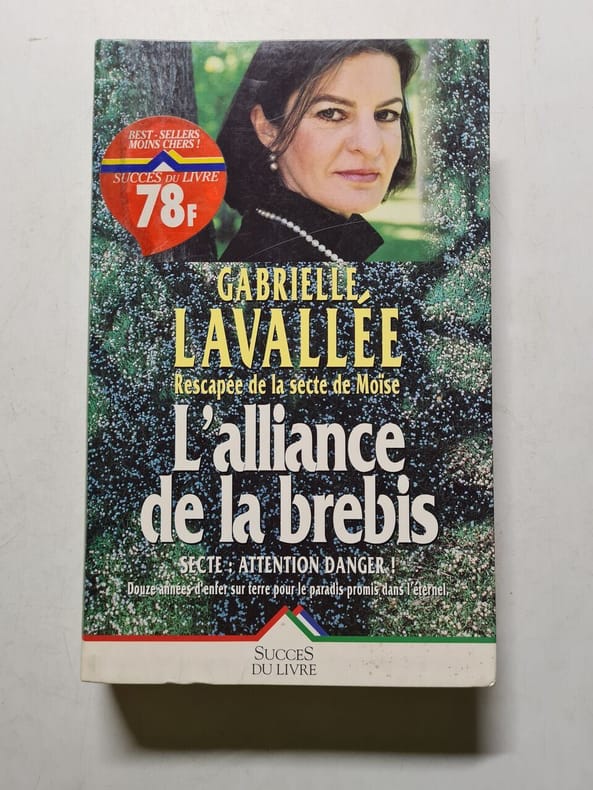 BEST-SELLERS
MOINS CHERS !
SUCCES DU LIVRE
78F
GABRIELLE
LAVALLÉE
Rescapée de la secte de Moïse
L'alliance
de la brebis
SECTE : ATTENTION DANGER !
Douze années d'enfer sur terre pour le paradis promis dans l'éternel.
SUCCES
DU LIVRE